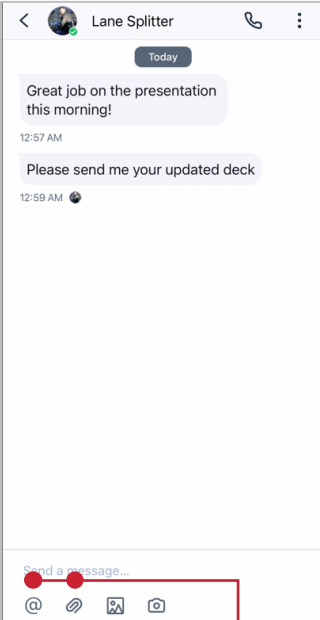 Lane Splitter
Today
Great job on the presentation
this morning!
12:57 AM
Please send me your updated deck
12:59 AM
Send a message...
@